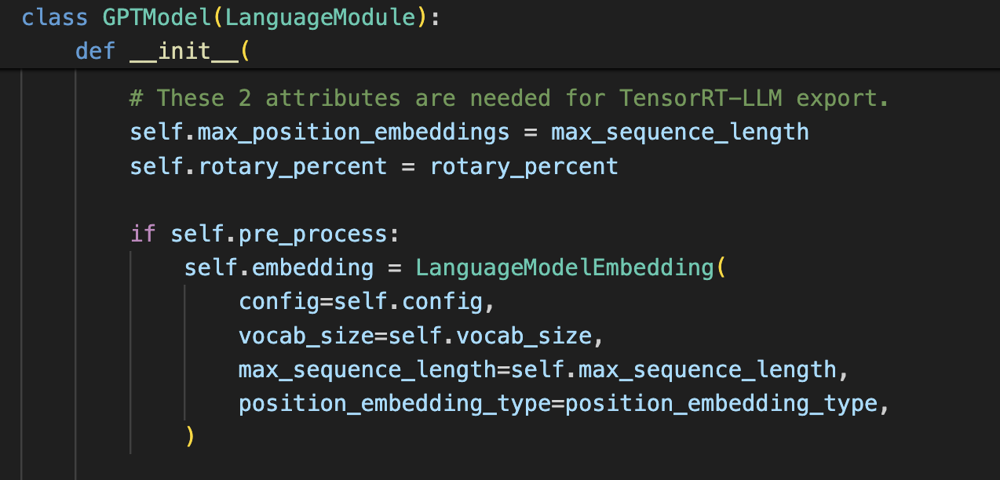 class GPTModel(LanguageModule):
    def __init__(
        # These 2 attributes are needed for TensorRT-LLM export.
        self.max_position_embeddings = max_sequence_length
        self.rotary_percent = rotary_percent

        if self.pre_process:
            self.embedding = LanguageModelEmbedding(
                config=self.config,
                vocab_size=self.vocab_size,
                max_sequence_length=self.max_sequence_length,
                position_embedding_type=position_embedding_type,
            )